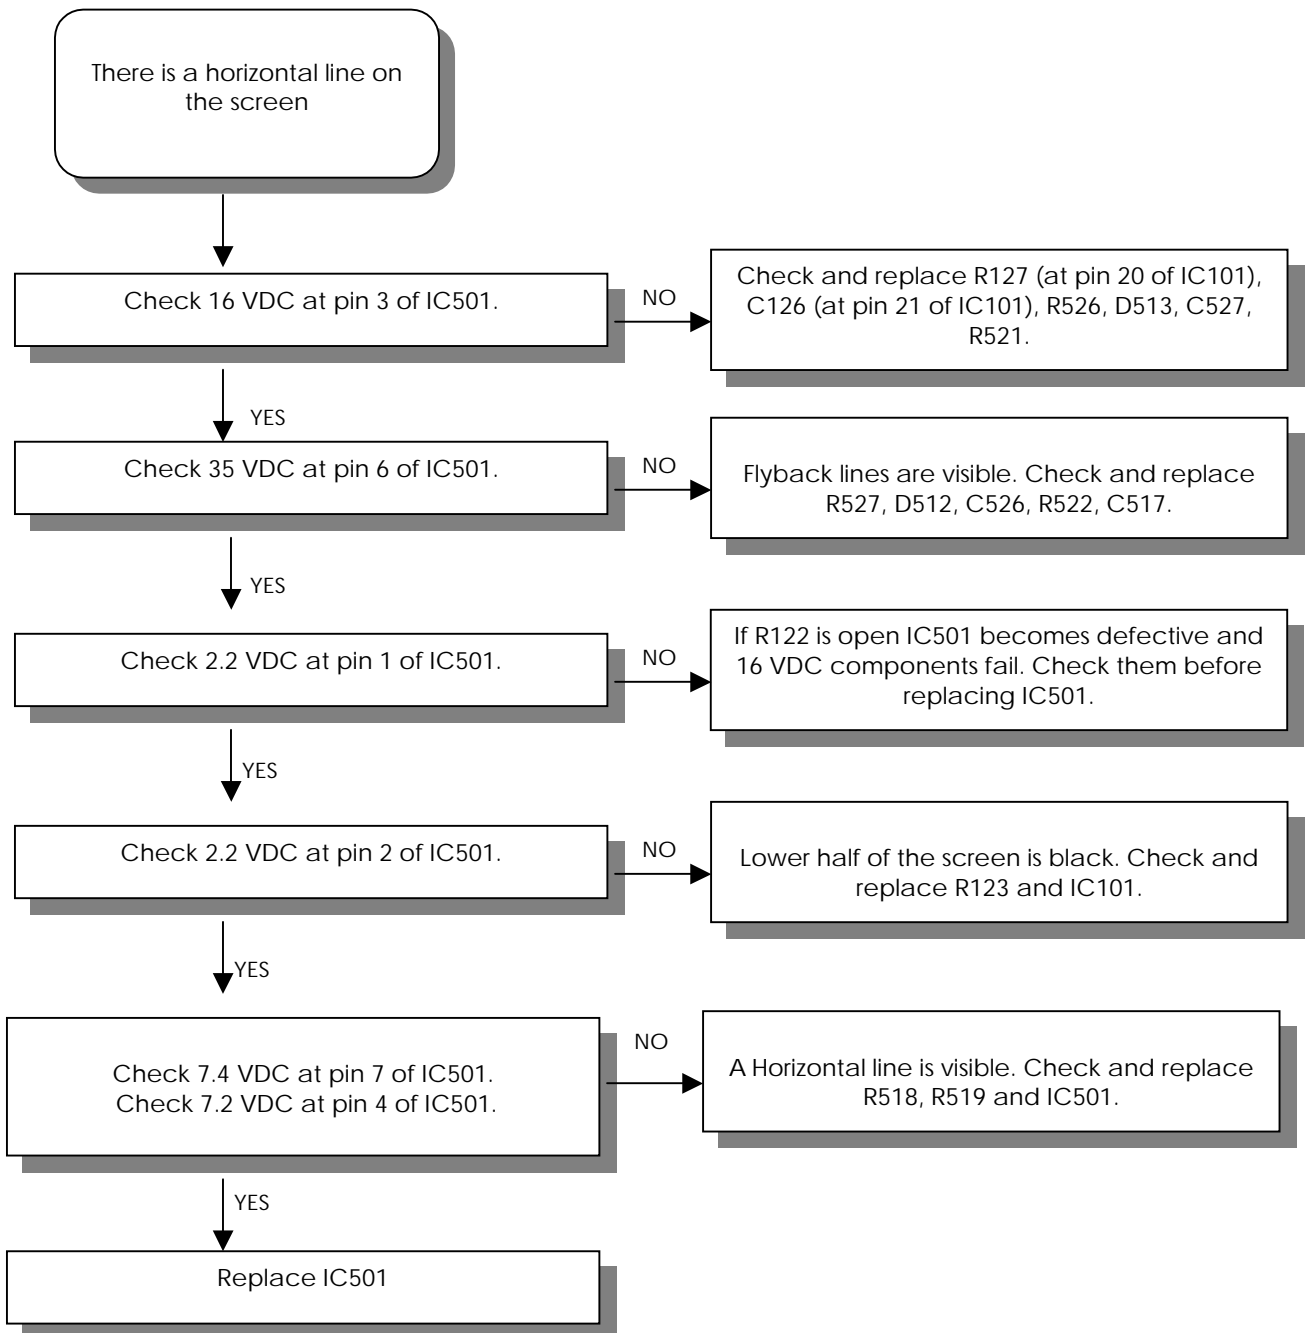 There is a horizontal line on
the screen
Check 16 VDC at pin 3 of IC501.
NO
Check and replace R127 (at pin 20 of IC101),
C126 (at pin 21 of IC101), R526, D513, C527,
R521.
YES
Check 35 VDC at pin 6 of IC501.
NO
Flyback lines are visible. Check and replace
R527, D512, C526, R522, C517.
YES
Check 2.2 VDC at pin 1 of IC501.
NO
If R122 is open IC501 becomes defective and
16 VDC components fail. Check them before
replacing IC501.
YES
Check 2.2 VDC at pin 2 of IC501.
NO
Lower half of the screen is black. Check and
replace R123 and IC101.
YES
Check 7.4 VDC at pin 7 of IC501.
Check 7.2 VDC at pin 4 of IC501.
NO
A Horizontal line is visible. Check and replace
R518, R519 and IC501.
YES
Replace IC501